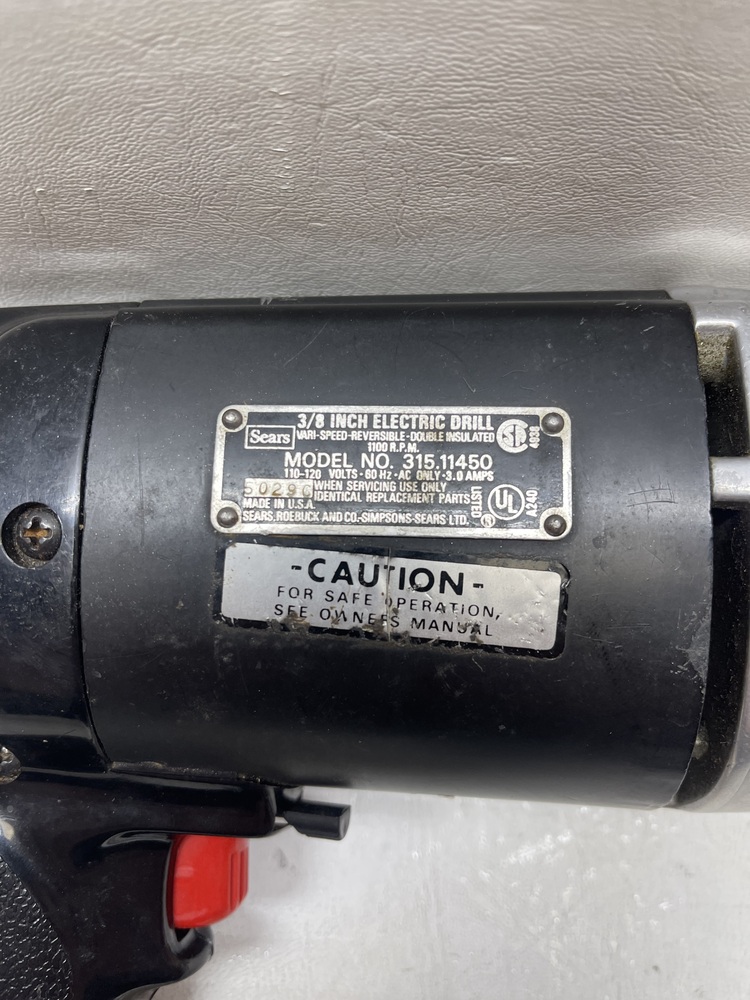 3/8 INCH ELECTRIC DRILL
Sears VARI-SPEED·REVERSIBLE·DOUBLE INSULATED
1100 R.P.M.
4938
MODEL NO. 315.11450
110-120 VOLTS·60 Hz·AC ONLY·3.0 AMPS
WHEN SERVICING USE ONLY
IDENTICAL REPLACEMENT PARTS
MADE IN U.S.A.
SEARS, ROEBUCK AND CO.-SIMPSONS-SEARS LTD.
LISTED
UL
A240
-CAUTION-
FOR SAFE OPERATION,
SEE OWNERS MANUAL